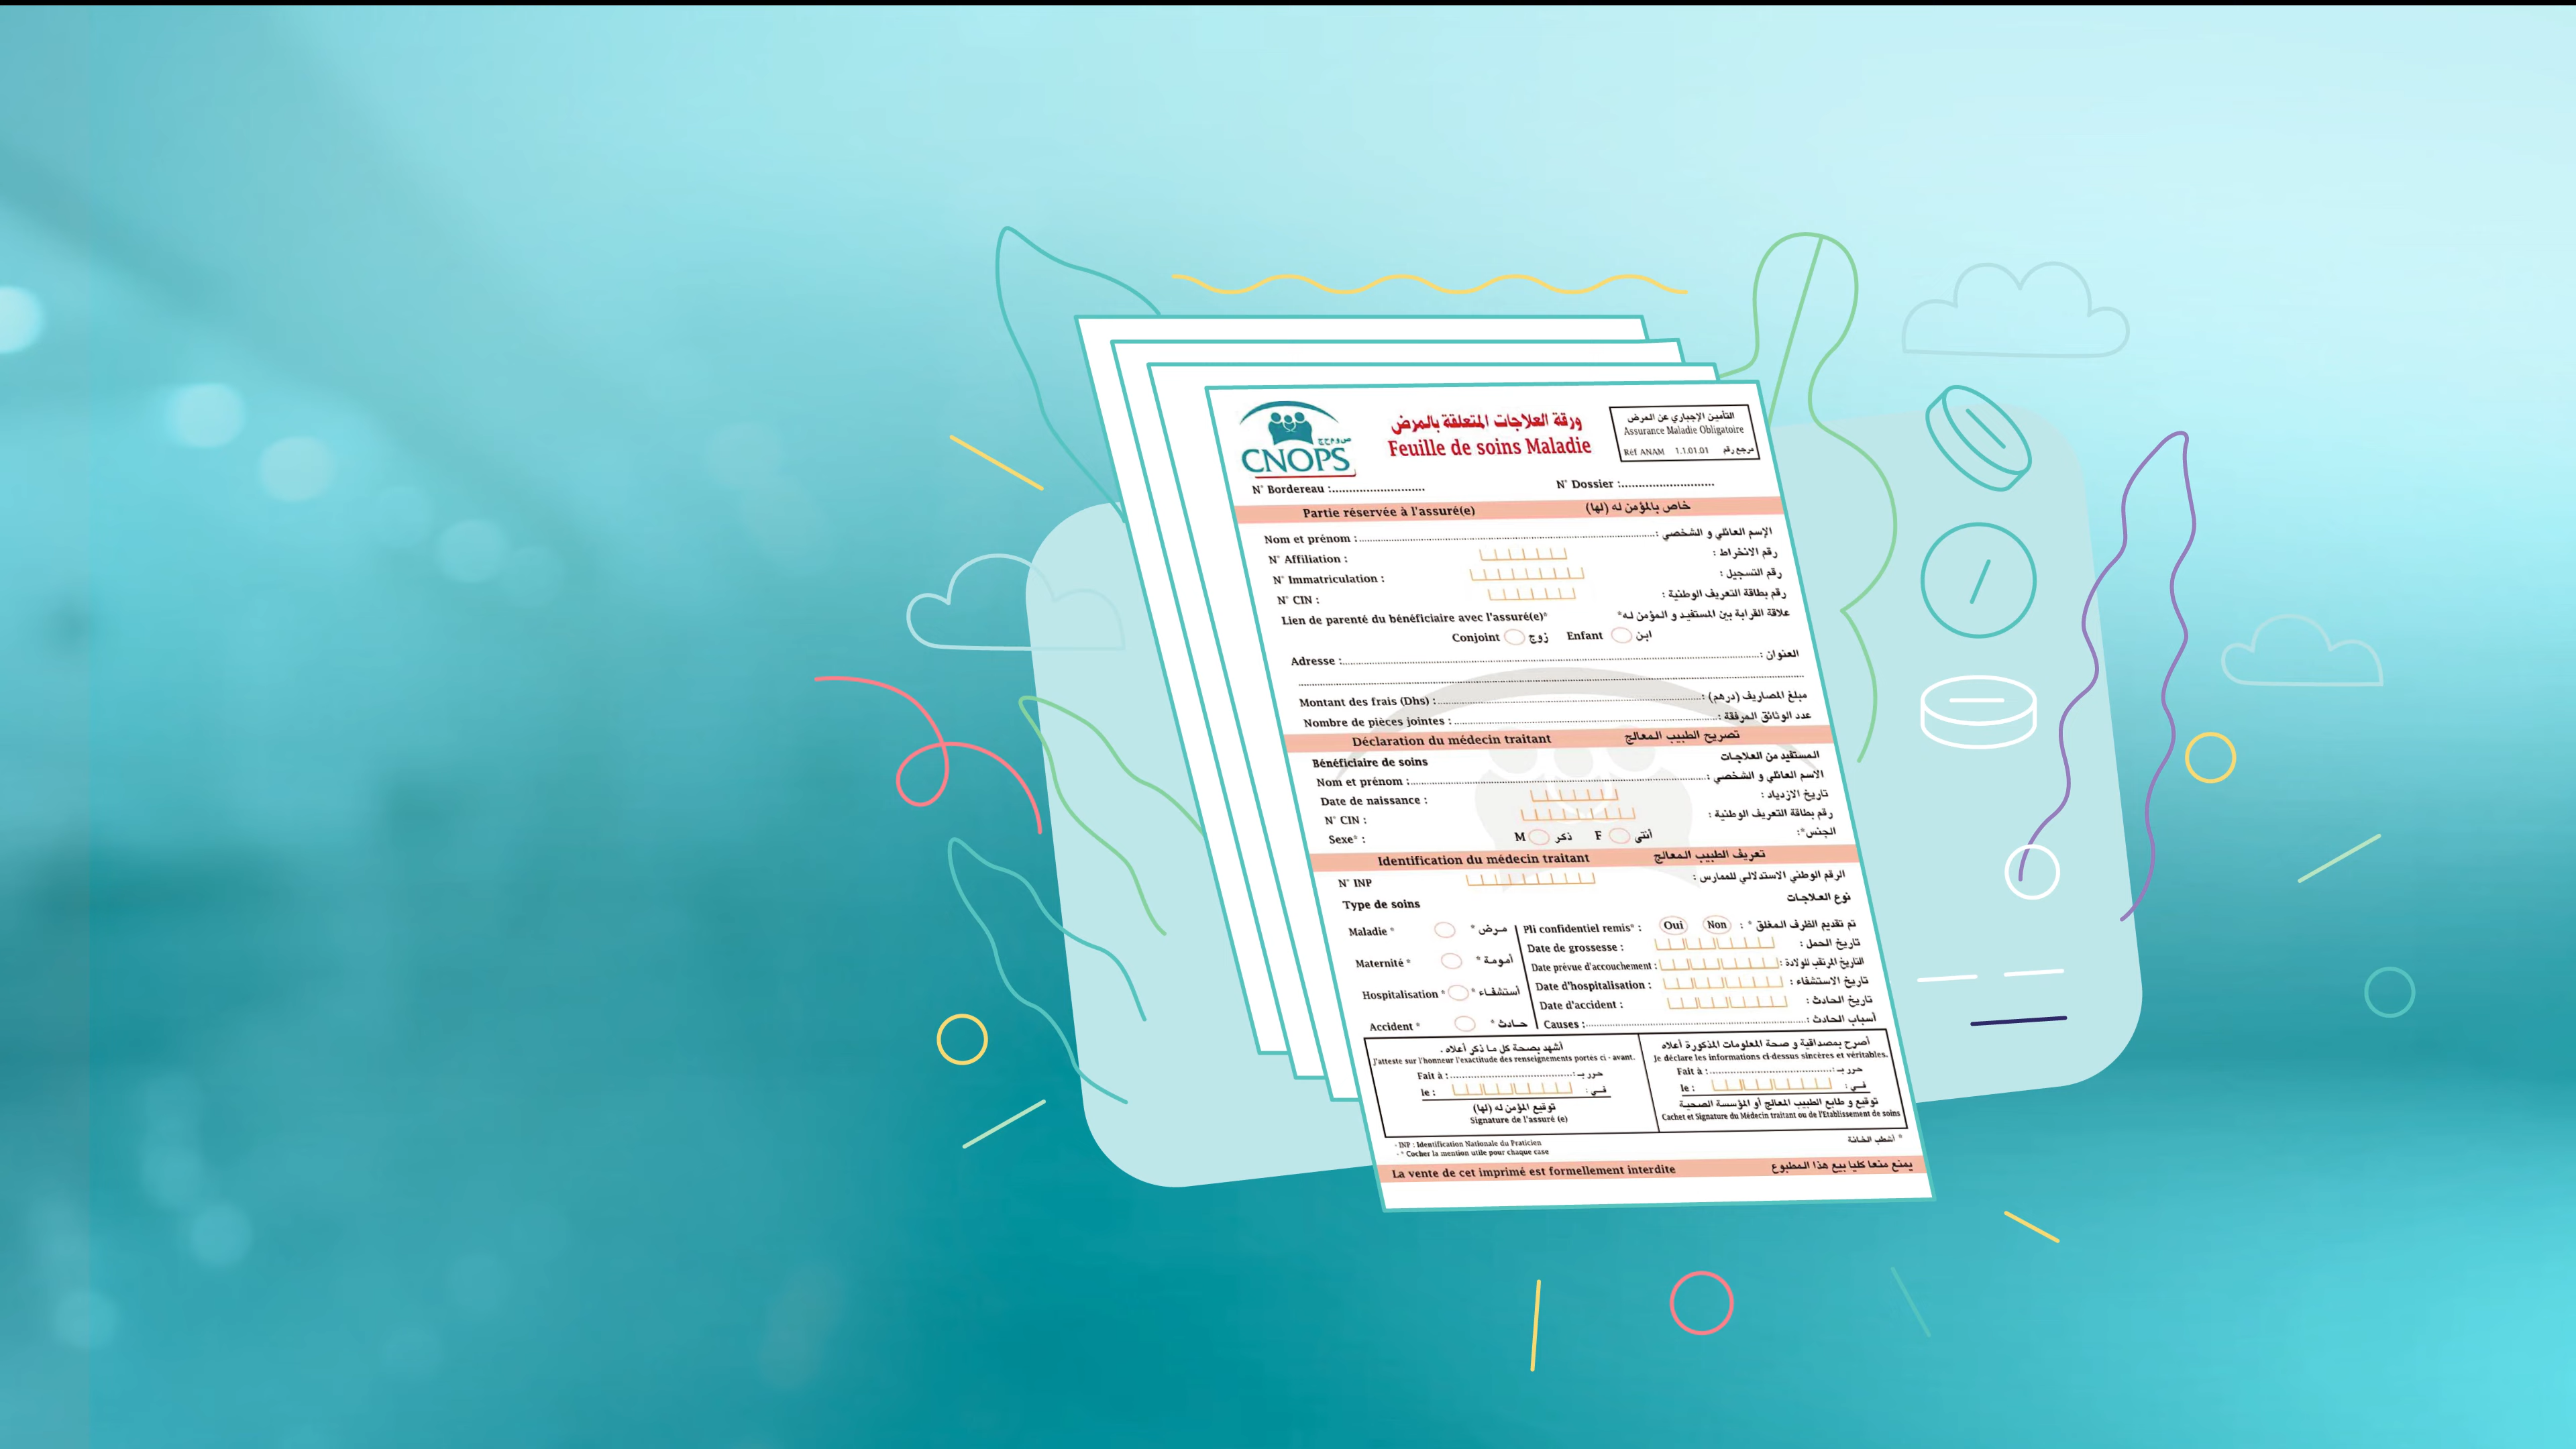 ص و م ح ج
CNOPS
ورقة العلاجات المتعلقة بالمرض
Feuille de soins Maladie
التأمين الإجباري عن المرض
Assurance Maladie Obligatoire
Réf ANAM 1.1.01.01 مرجع رقم
N° Bordereau :........................... N° Dossier :...........................
Partie réservée à l'assuré(e) خاص بالمؤمن له (لها)
Nom et prénom : الإسم العائلي و الشخصي :
N° Affiliation : رقم الانخراط :
N° Immatriculation : رقم التسجيل :
N° CIN : رقم بطاقة التعريف الوطنية :
Lien de parenté du bénéficiaire avec l'assuré(e)* علاقة القرابة بين المستفيد و المؤمن له*
Conjoint زوج Enfant ابن
Adresse : العنوان :
Montant des frais (Dhs) : مبلغ المصاريف (درهم) :
Nombre de pièces jointes : عدد الوثائق المرفقة :
Déclaration du médecin traitant تصريح الطبيب المعالج
Bénéficiaire de soins المستفيد من العلاجات
Nom et prénom : الاسم العائلي و الشخصي :
Date de naissance : تاريخ الازدياد :
N° CIN : رقم بطاقة التعريف الوطنية :
Sexe* : M ذكر F أنثى الجنس*:
Identification du médecin traitant تعريف الطبيب المعالج
N° INP الرقم الوطني الاستدلالي للممارس :
Type de soins نوع العلاجات
Maladie * مرض *
Maternité * أمومة *
Hospitalisation * أستشفاء *
Accident * حادث *
Pli confidentiel remis* : Oui Non تم تقديم الظرف المغلق * :
Date de grossesse : تاريخ الحمل :
Date prévue d'accouchement : التاريخ المرتقب للولادة :
Date d'hospitalisation : تاريخ الاستشفاء :
Date d'accident : تاريخ الحادث :
Causes : أسباب الحادث :
أشهد بصحة كل ما ذكر أعلاه .
J'atteste sur l'honneur l'exactitude des renseignements portés ci - avant.
Fait à : حرر بـ :
le : في :
توقيع المؤمن له (لها)
Signature de l'assuré (e)
أصرح بمصداقية و صحة المعلومات المذكورة أعلاه
Je déclare les informations ci-dessus sincères et véritables.
Fait à : حرر بـ :
le : في :
توقيع و طابع الطبيب المعالج أو المؤسسة الصحية
Cachet et Signature du Médecin traitant ou de l'Etablissement de soins
- INP : Identification Nationale du Praticien
- * Cocher la mention utile pour chaque case * أشطب الخانة
La vente de cet imprimé est formellement interdite يمنع منعا كليا بيع هذا المطبوع